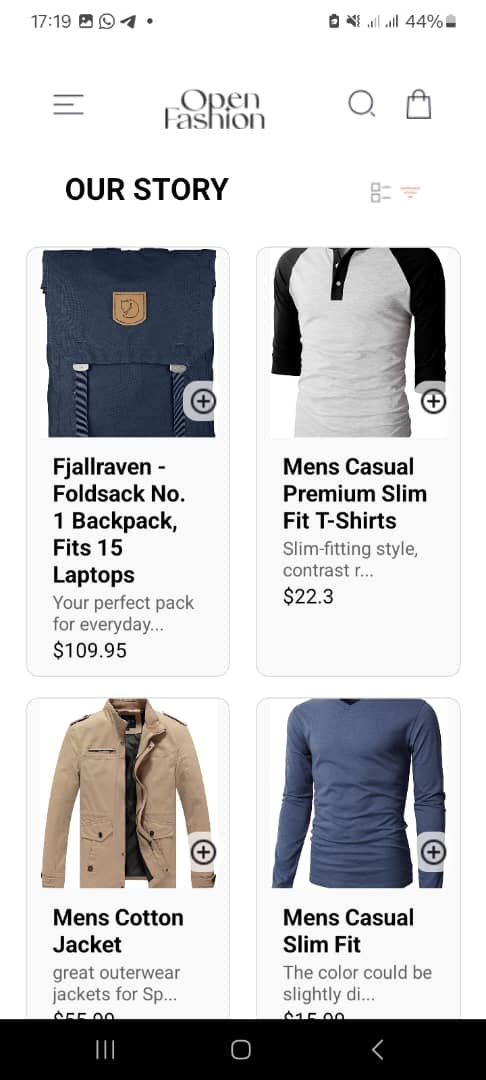 17:19
44%
Open
Fashion
OUR STORY
Fjallraven -
Foldsack No.
1 Backpack,
Fits 15
Laptops
Your perfect pack
for everyday...
$109.95
Mens Casual
Premium Slim
Fit T-Shirts
Slim-fitting style,
contrast r...
$22.3
Mens Cotton
Jacket
great outerwear
jackets for Sp...
Mens Casual
Slim Fit
The color could be
slightly di...